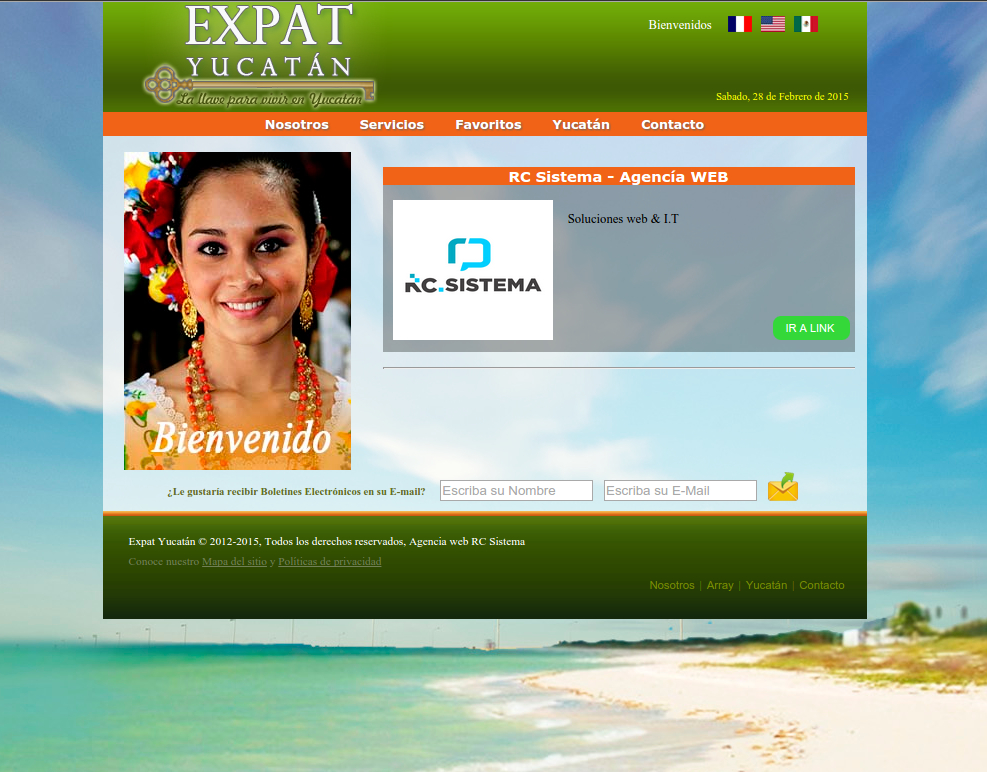 EXPAT
YUCATÁN
La llave para vivir en Yucatán
Bienvenidos
Sabado, 28 de Febrero de 2015
Nosotros Servicios Favoritos Yucatán Contacto
RC Sistema - Agencía WEB
RC.SISTEMA
Soluciones web & I.T
IR A LINK
Bienvenido
¿Le gustaría recibir Boletines Electrónicos en su E-mail? Escriba su Nombre Escriba su E-Mail
Expat Yucatán © 2012-2015, Todos los derechos reservados, Agencia web RC Sistema
Conoce nuestro Mapa del sitio y Políticas de privacidad
Nosotros | Array | Yucatán | Contacto